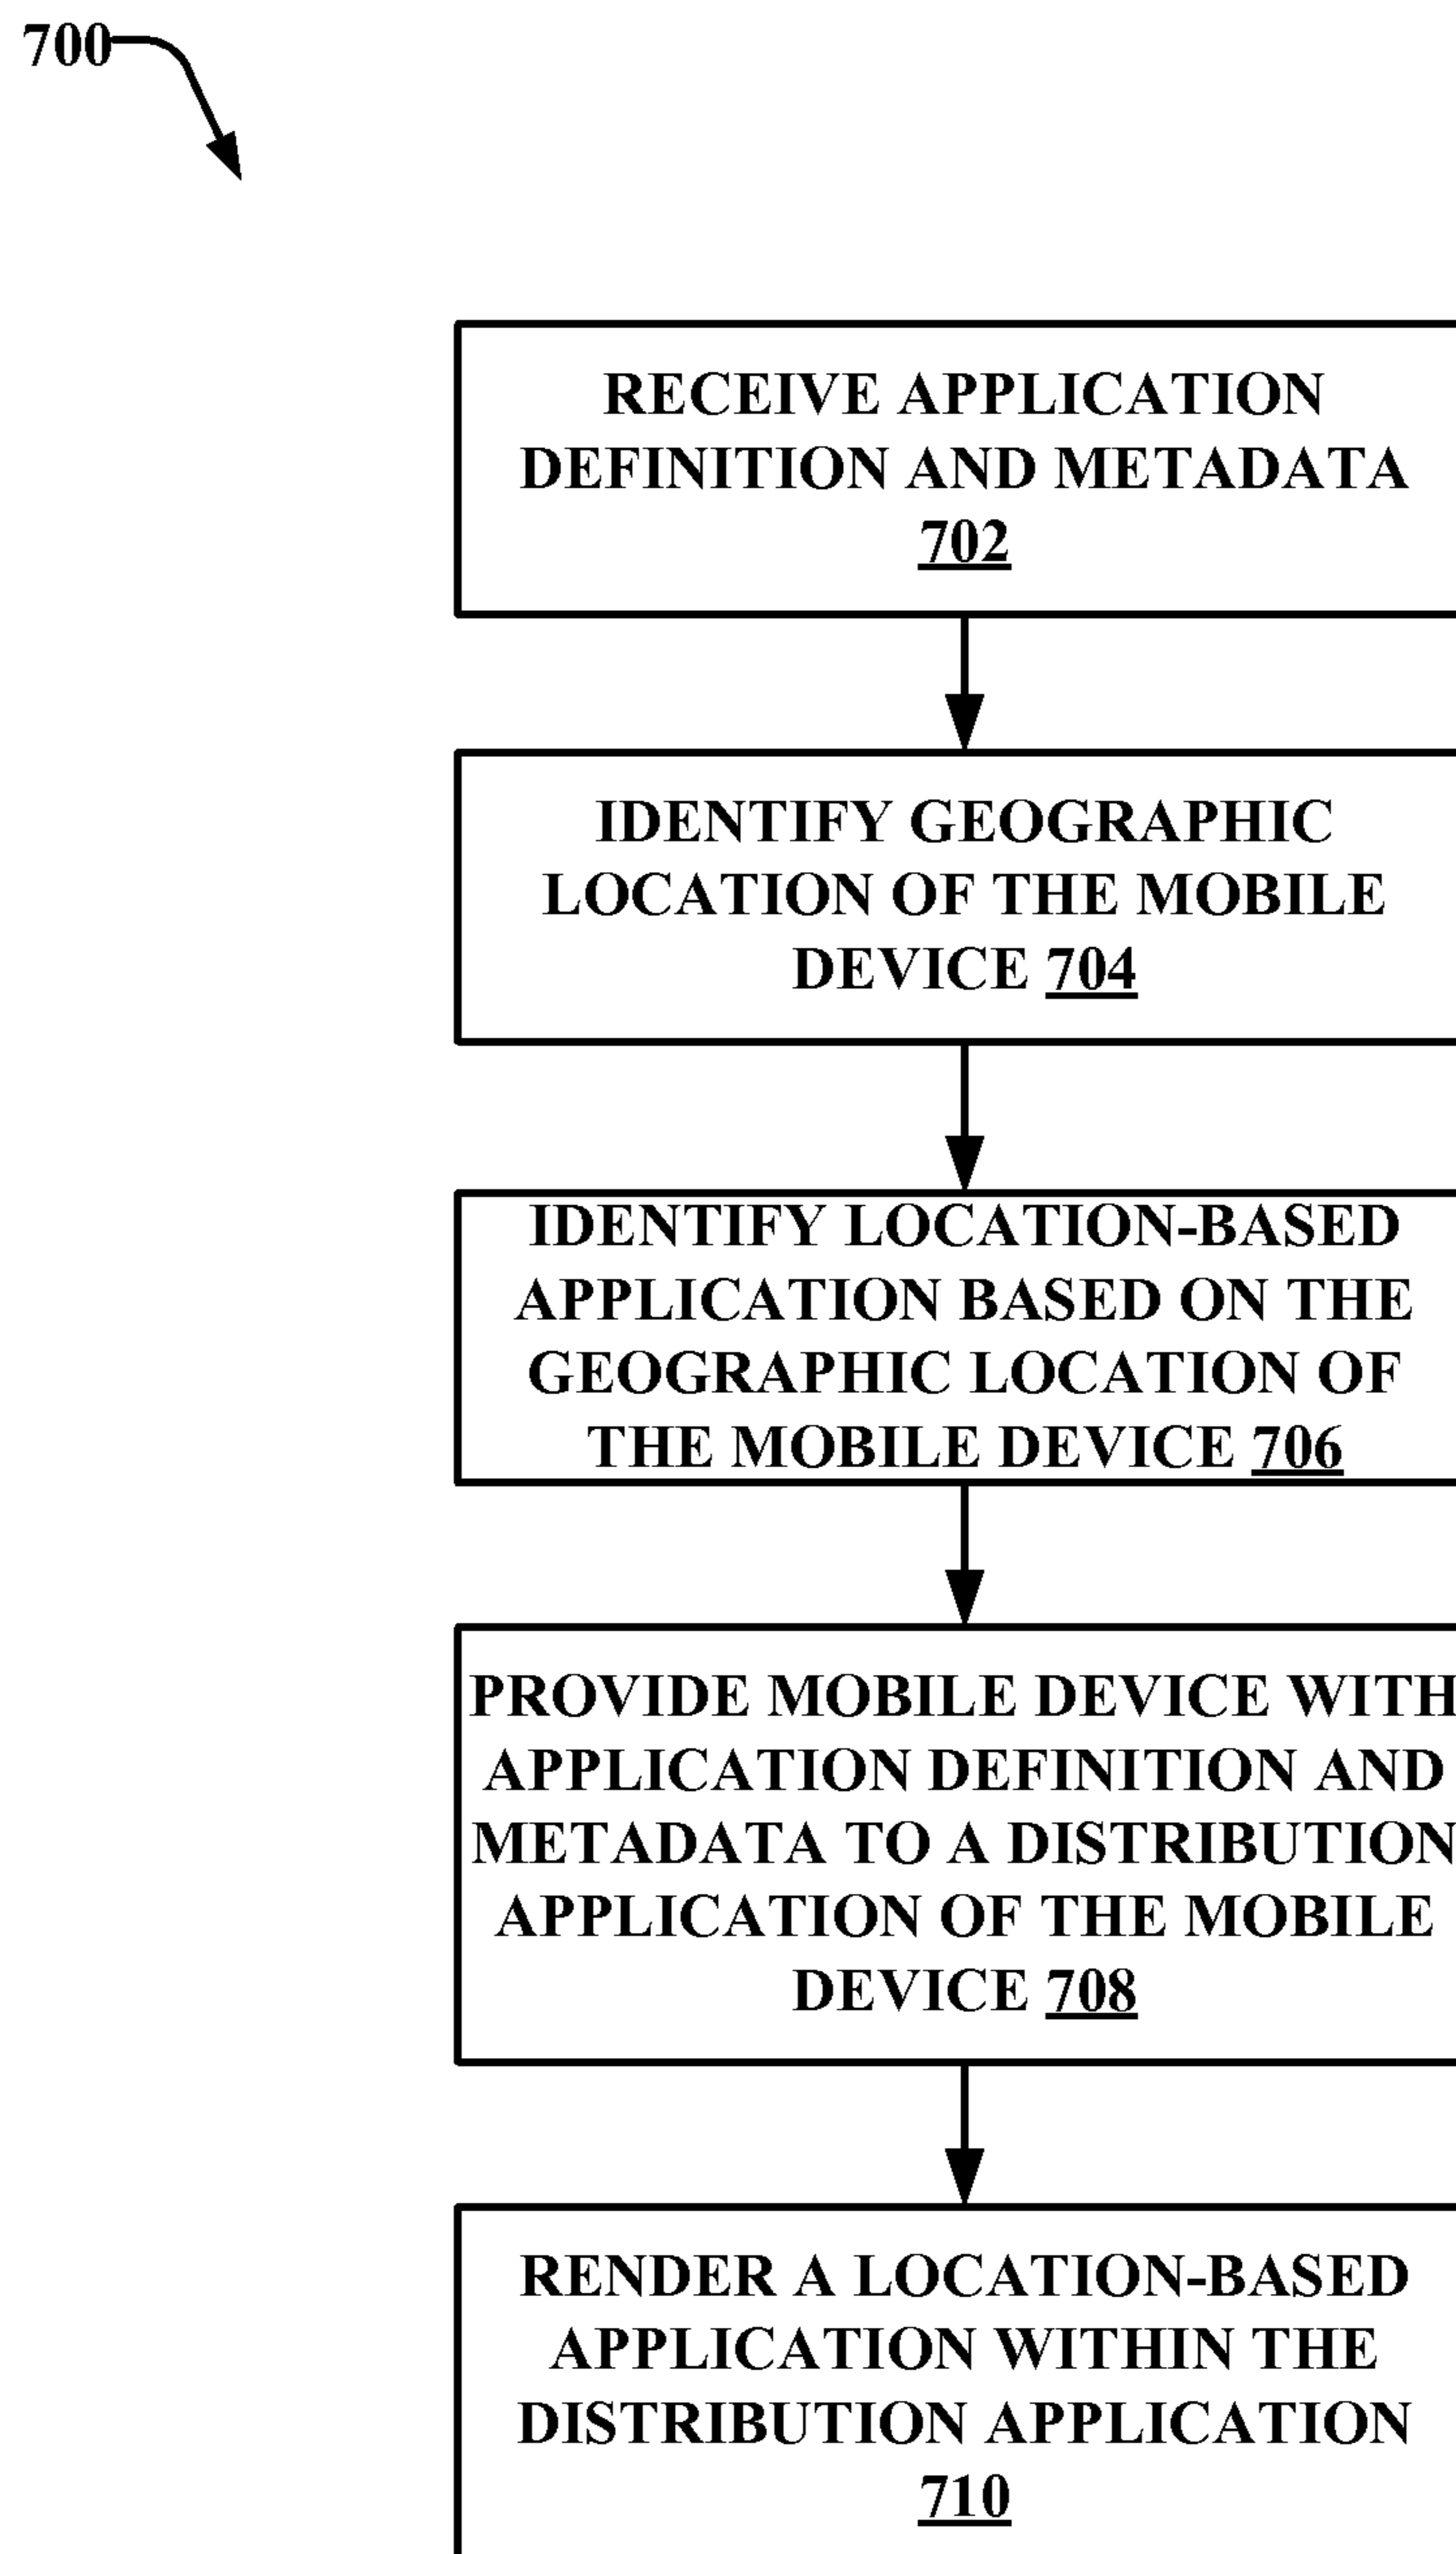 700
RECEIVE APPLICATION
DEFINITION AND METADATA
702
IDENTIFY GEOGRAPHIC
LOCATION OF THE MOBILE
DEVICE 704
IDENTIFY LOCATION-BASED
APPLICATION BASED ON THE
GEOGRAPHIC LOCATION OF
THE MOBILE DEVICE 706
PROVIDE MOBILE DEVICE WITH
APPLICATION DEFINITION AND
METADATA TO A DISTRIBUTION
APPLICATION OF THE MOBILE
DEVICE 708
RENDER A LOCATION-BASED
APPLICATION WITHIN THE
DISTRIBUTION APPLICATION
710